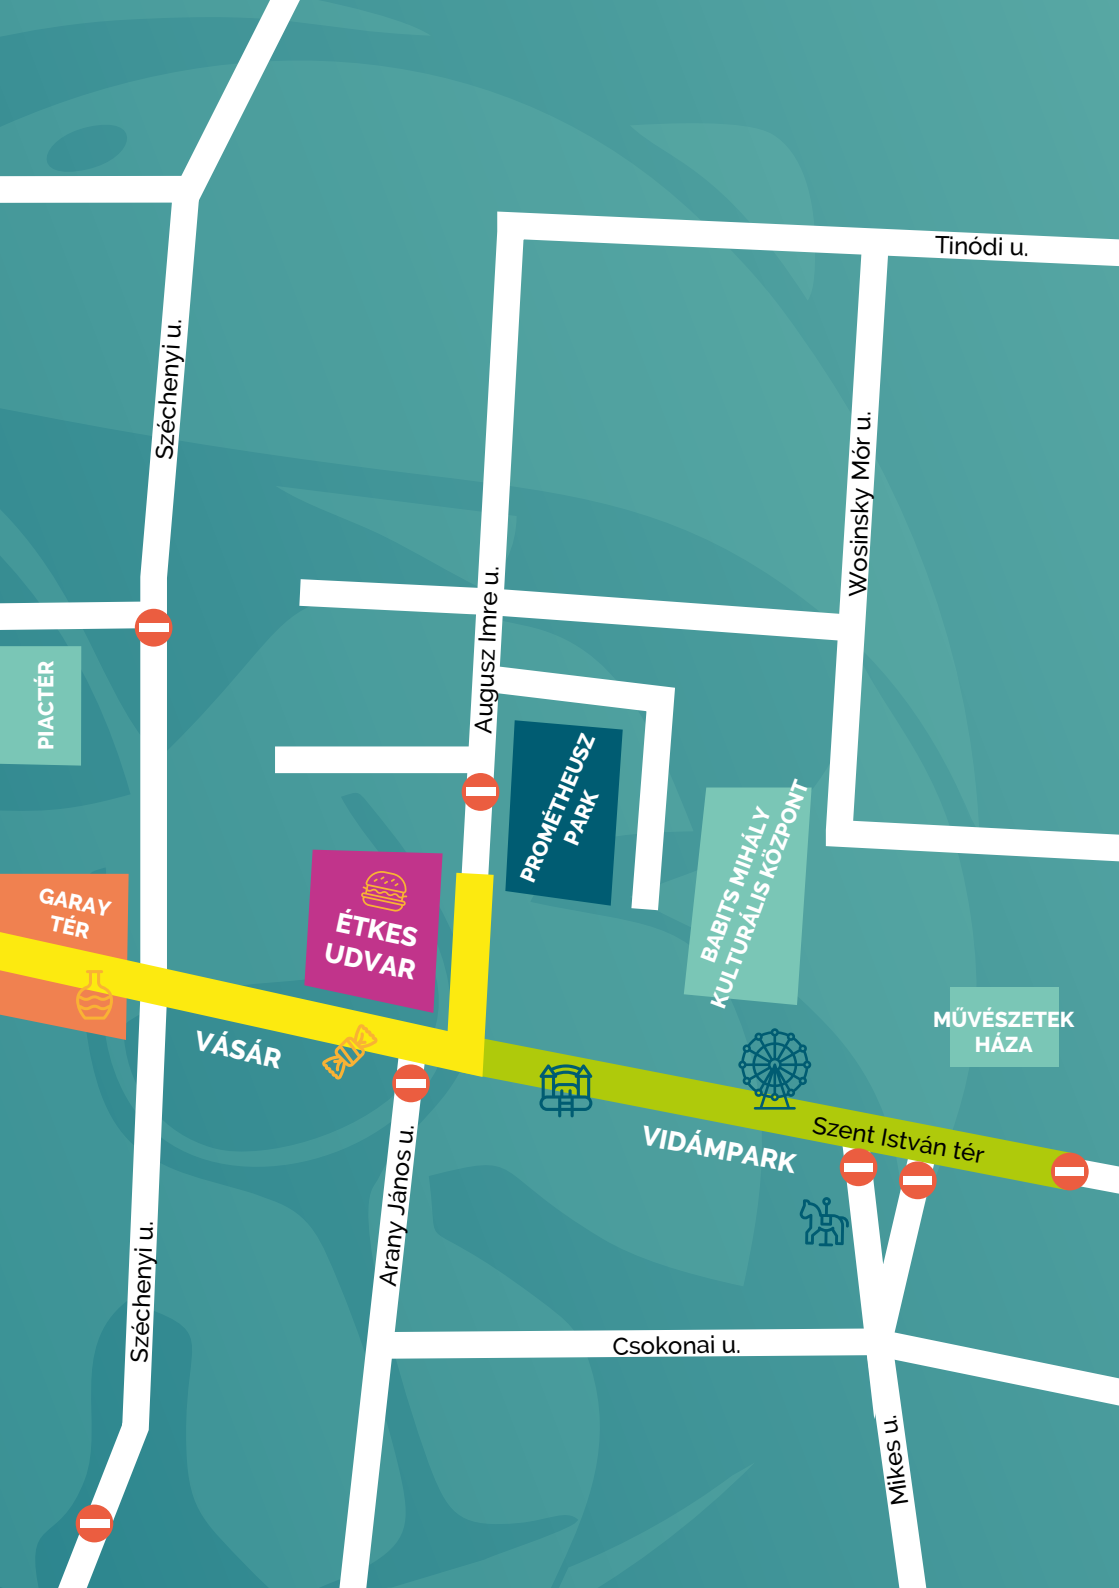 Tinódi u.
Széchenyi u.
Wosinsky Mór u.
Augusz Imre u.
PIACTÉR
PROMÉTHEUSZ
PARK
BABITS MIHÁLY
KULTURÁLIS KÖZPONT
GARAY
TÉR
ÉTKES
UDVAR
MŰVÉSZETEK
HÁZA
VÁSÁR
Szent István tér
VIDÁMPARK
Arany János u.
Széchenyi u.
Csokonai u.
Mikes u.